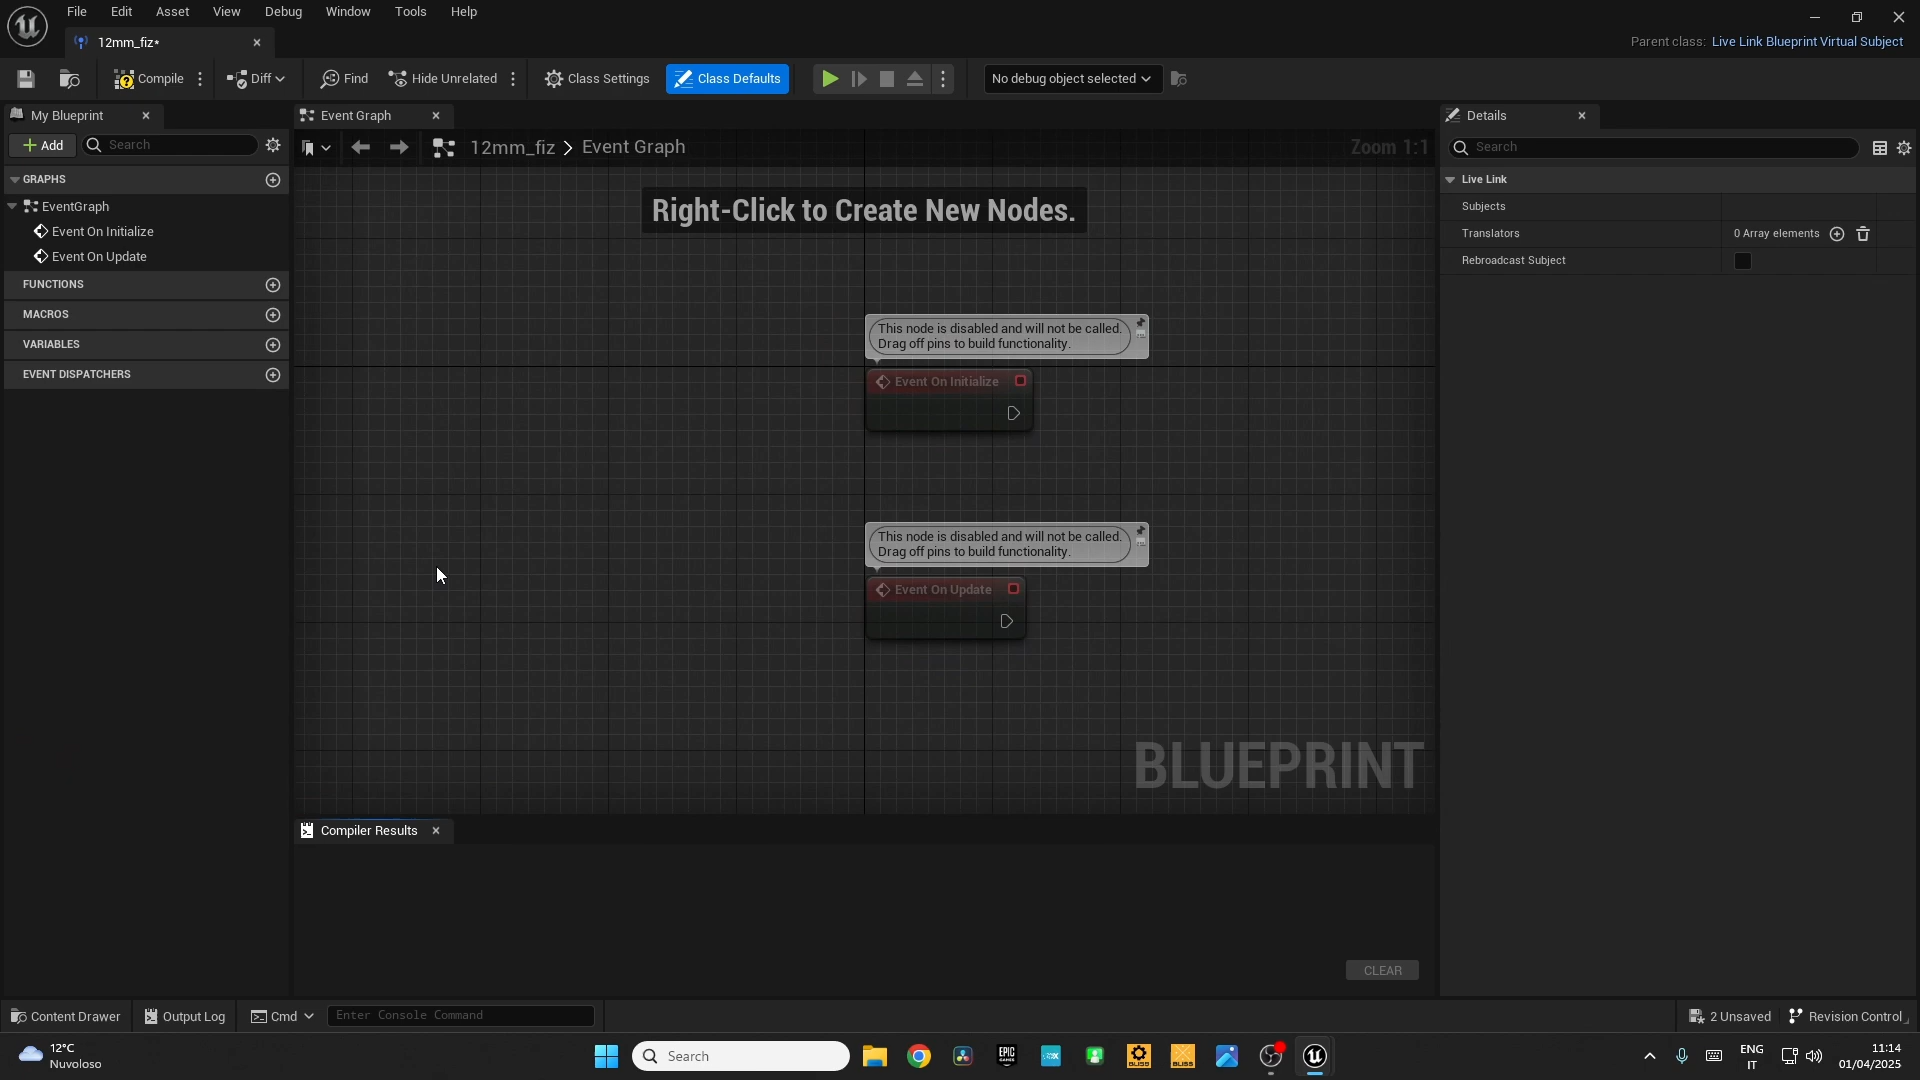 File Edit Asset View Debug Window Tools Help
12mm_fiz*
Parent class: Live Link Blueprint Virtual Subject
Compile Diff Find Hide Unrelated Class Settings Class Defaults No debug object selected
My Blueprint
Event Graph
Details
Add Search
12mm_fiz > Event Graph
Zoom 1:1
Search
GRAPHS
EventGraph
Event On Initialize
Event On Update
FUNCTIONS
MACROS
VARIABLES
EVENT DISPATCHERS
Right-Click to Create New Nodes.
This node is disabled and will not be called.
Drag off pins to build functionality.
Event On Initialize
This node is disabled and will not be called.
Drag off pins to build functionality.
Event On Update
BLUEPRINT
Live Link
Subjects
Translators 0 Array elements
Rebroadcast Subject
Compiler Results
CLEAR
Content Drawer Output Log Cmd Enter Console Command
2 Unsaved Revision Control
12°C
Nuvoloso
Search
EPIC
GAMES
BLISS
BLISS
ENG
IT
11:14
01/04/2025